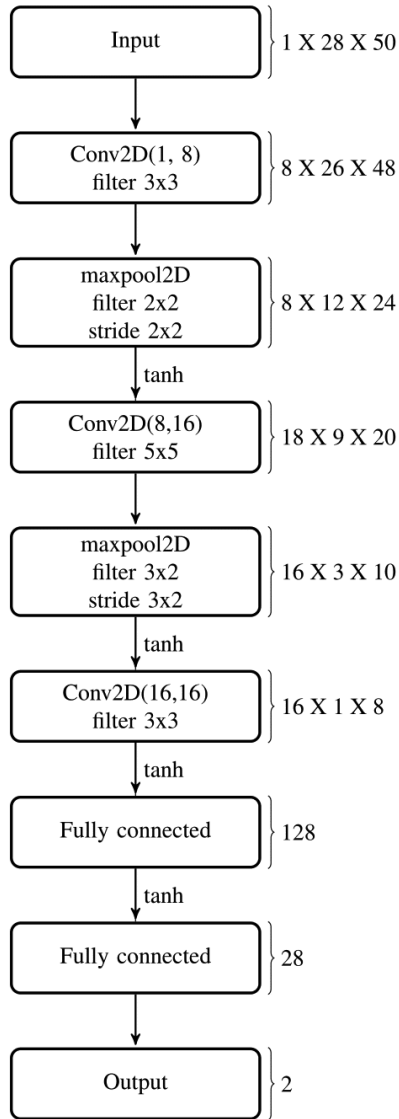 Input
1 X 28 X 50
Conv2D(1, 8)
filter 3x3
8 X 26 X 48
maxpool2D
filter 2x2
stride 2x2
8 X 12 X 24
tanh
Conv2D(8,16)
filter 5x5
18 X 9 X 20
maxpool2D
filter 3x2
stride 3x2
16 X 3 X 10
tanh
Conv2D(16,16)
filter 3x3
16 X 1 X 8
tanh
Fully connected
128
tanh
Fully connected
28
Output
2